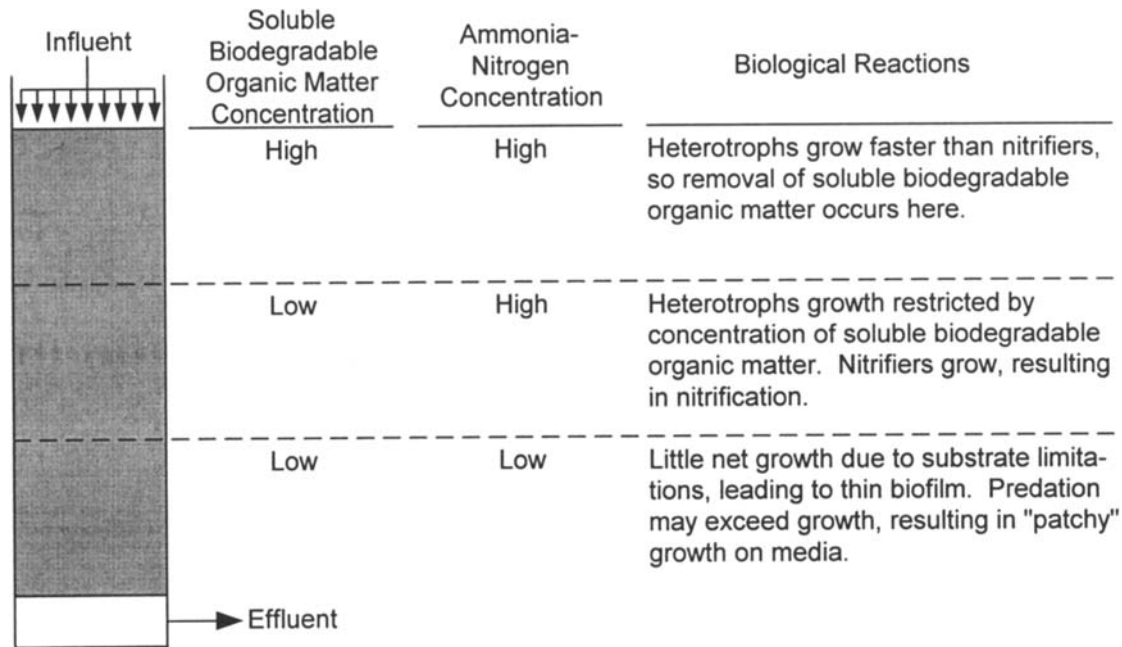 Influeht
Soluble
Biodegradable
Organic Matter
Concentration
Ammonia-
Nitrogen
Concentration
Biological Reactions
High
High
Heterotrophs grow faster than nitrifiers,
so removal of soluble biodegradable
organic matter occurs here.
Low
High
Heterotrophs growth restricted by
concentration of soluble biodegradable
organic matter. Nitrifiers grow, resulting
in nitrification.
Low
Low
Little net growth due to substrate limita-
tions, leading to thin biofilm. Predation
may exceed growth, resulting in "patchy"
growth on media.
Effluent